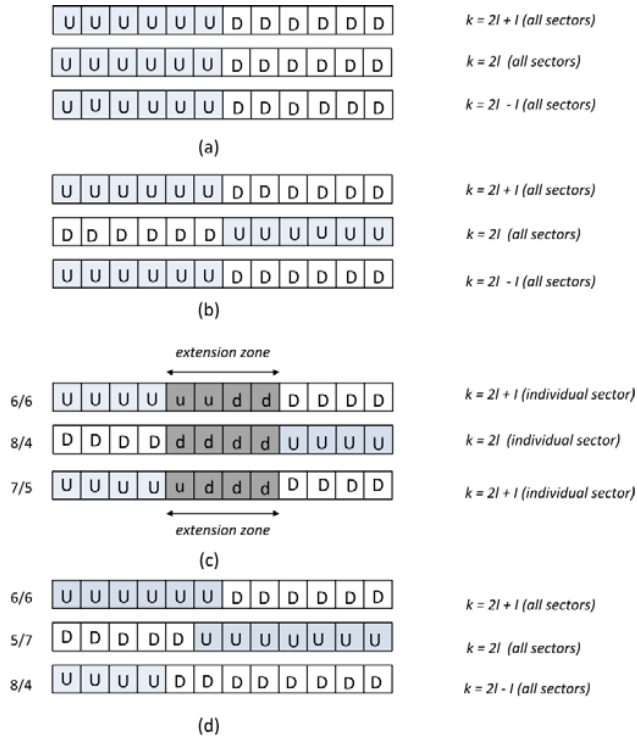 U U U U U U D D D D D D k = 2l + I (all sectors)
U U U U U U D D D D D D k = 2l (all sectors)
U U U U U U D D D D D D k = 2l - I (all sectors)
(a)
U U U U U U D D D D D D k = 2l + I (all sectors)
D D D D D D U U U U U U k = 2l (all sectors)
U U U U U U D D D D D D k = 2l - I (all sectors)
(b)
extension zone
6/6 U U U U u u d d D D D D k = 2l + I (individual sector)
8/4 D D D D d d d d U U U U k = 2l (individual sector)
7/5 U U U U u d d d D D D D k = 2l + I (individual sector)
extension zone
(c)
6/6 U U U U U U D D D D D D k = 2l + I (all sectors)
5/7 D D D D D U U U U U U U k = 2l (all sectors)
8/4 U U U U D D D D D D D D k = 2l - I (all sectors)
(d)